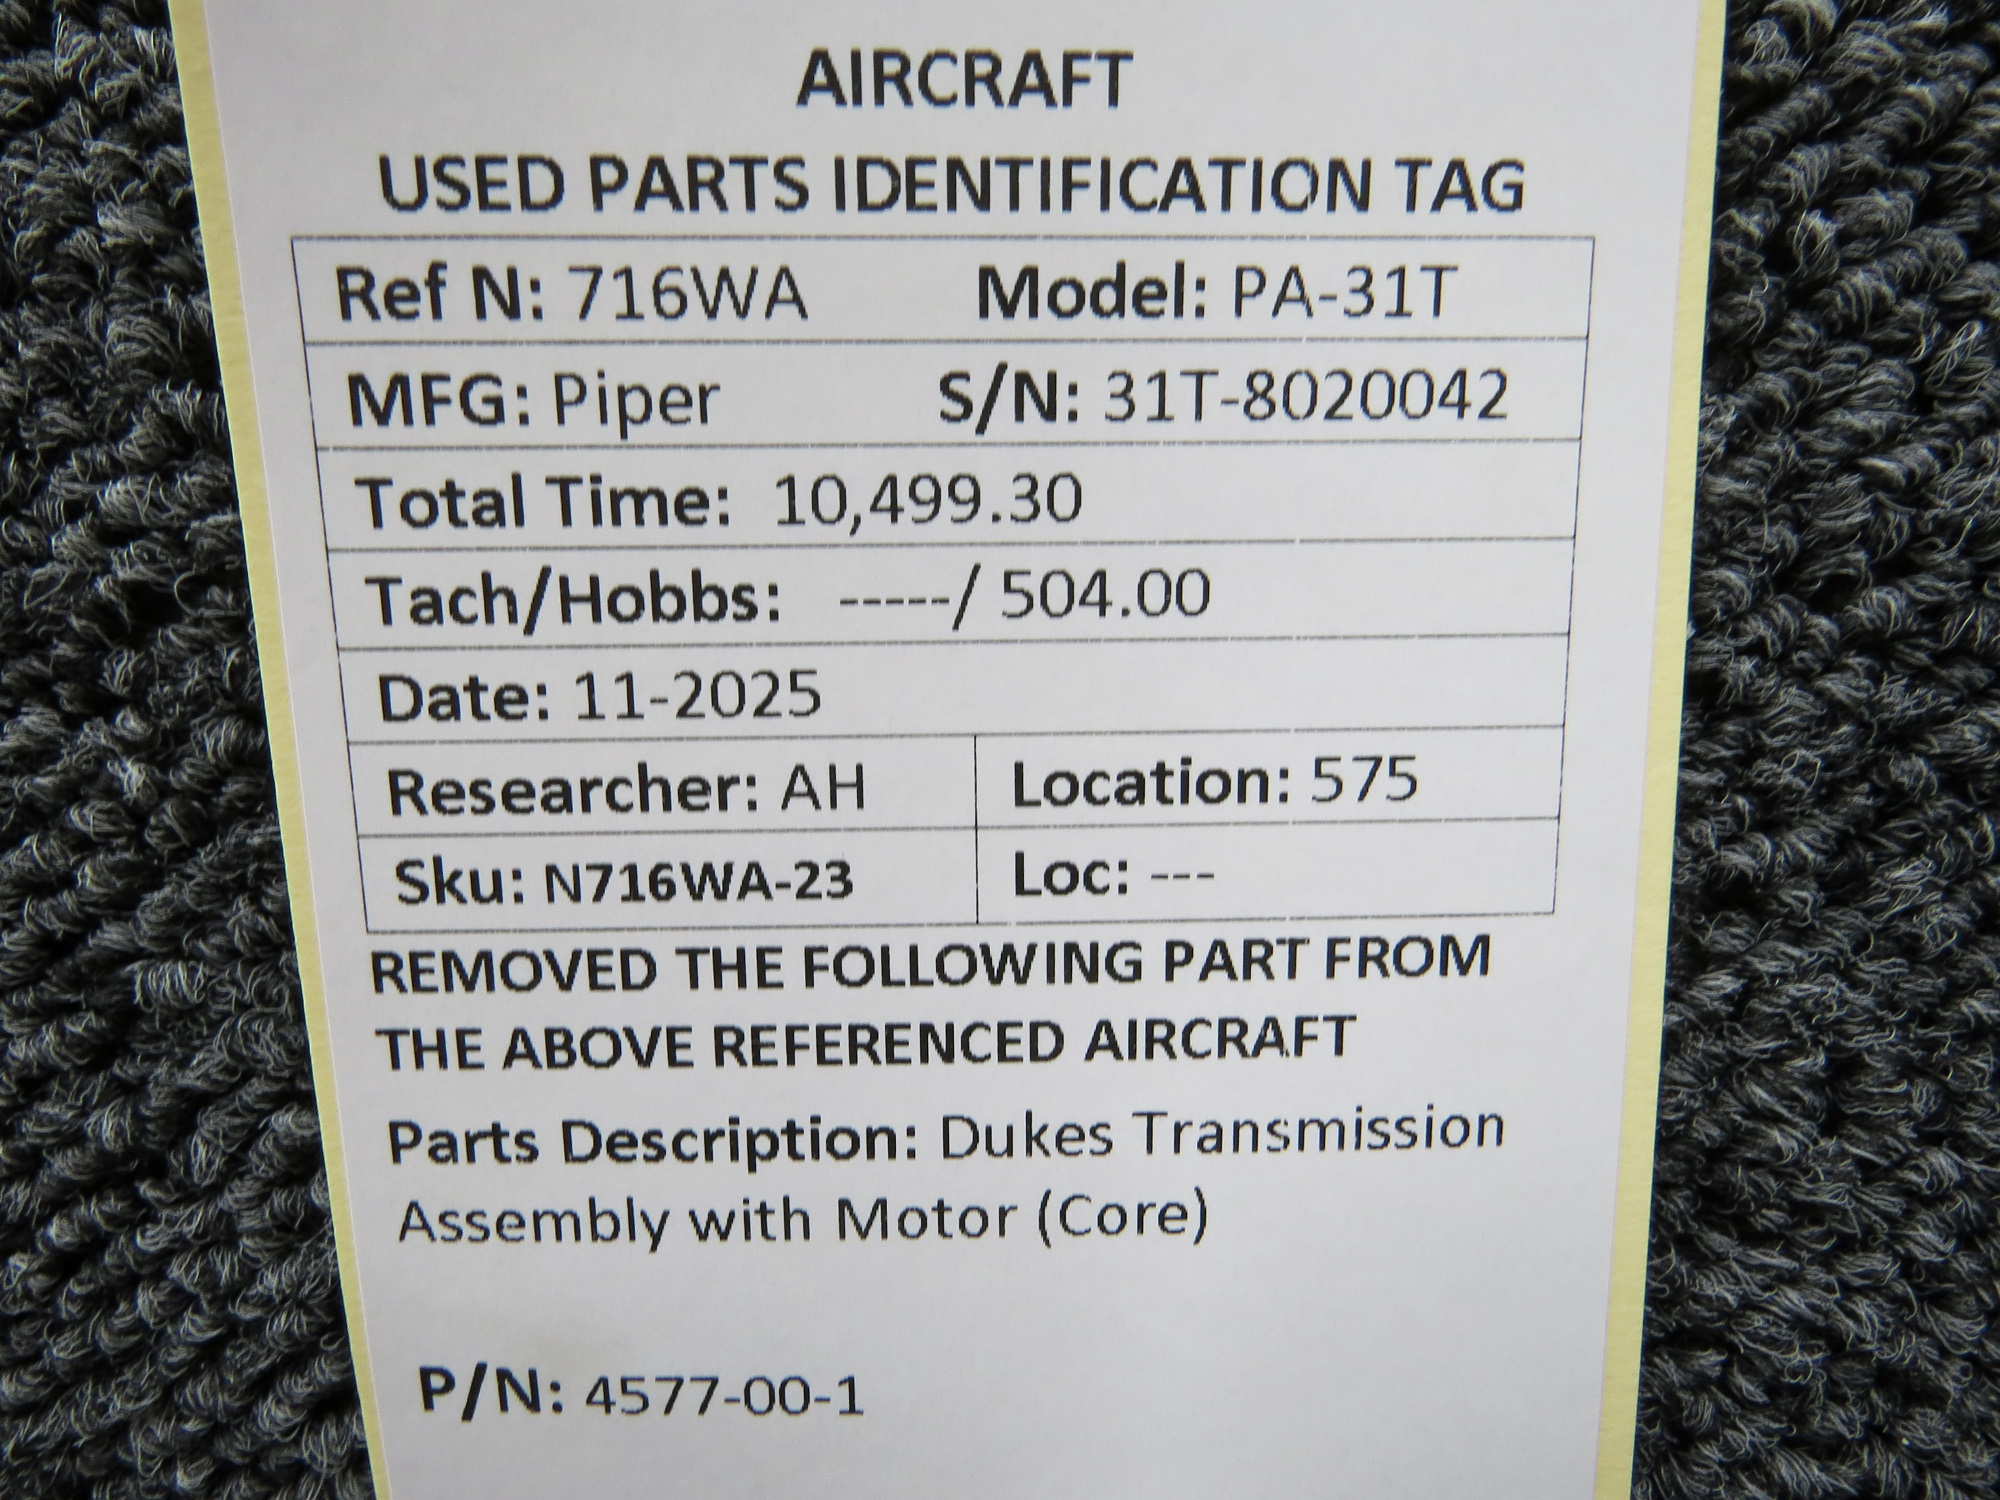 AIRCRAFT
USED PARTS IDENTIFICATION TAG
Ref N: 716WA Model: PA-31T
MFG: Piper S/N: 31T-8020042
Total Time: 10,499.30
Tach/Hobbs: -----/ 504.00
Date: 11-2025
Researcher: AH Location: 575
Sku: N716WA-23 Loc: ---
REMOVED THE FOLLOWING PART FROM
THE ABOVE REFERENCED AIRCRAFT
Parts Description: Dukes Transmission
Assembly with Motor (Core)
P/N: 4577-00-1